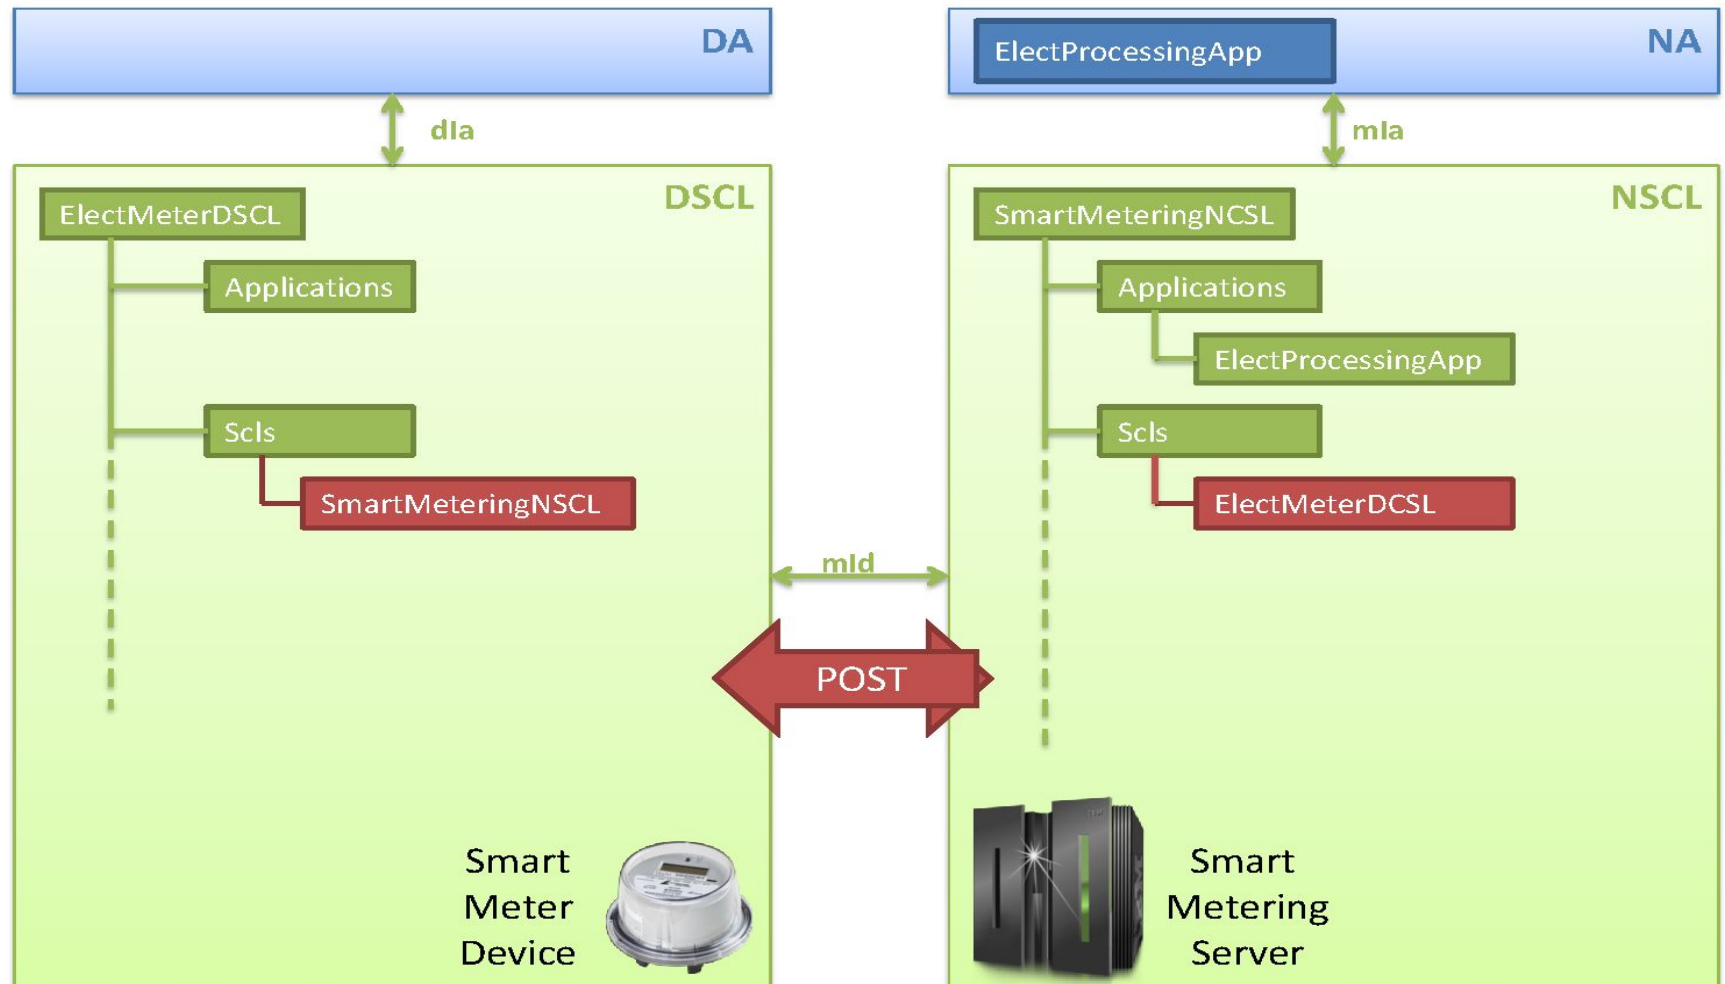 DA
ElectProcessingApp
NA
dIa
mIa
DSCL
ElectMeterDSCL
Applications
Scls
SmartMeteringNSCL
NSCL
SmartMeteringNCSL
Applications
ElectProcessingApp
Scls
ElectMeterDCSL
mId
POST
Smart
Meter
Device
Smart
Metering
Server